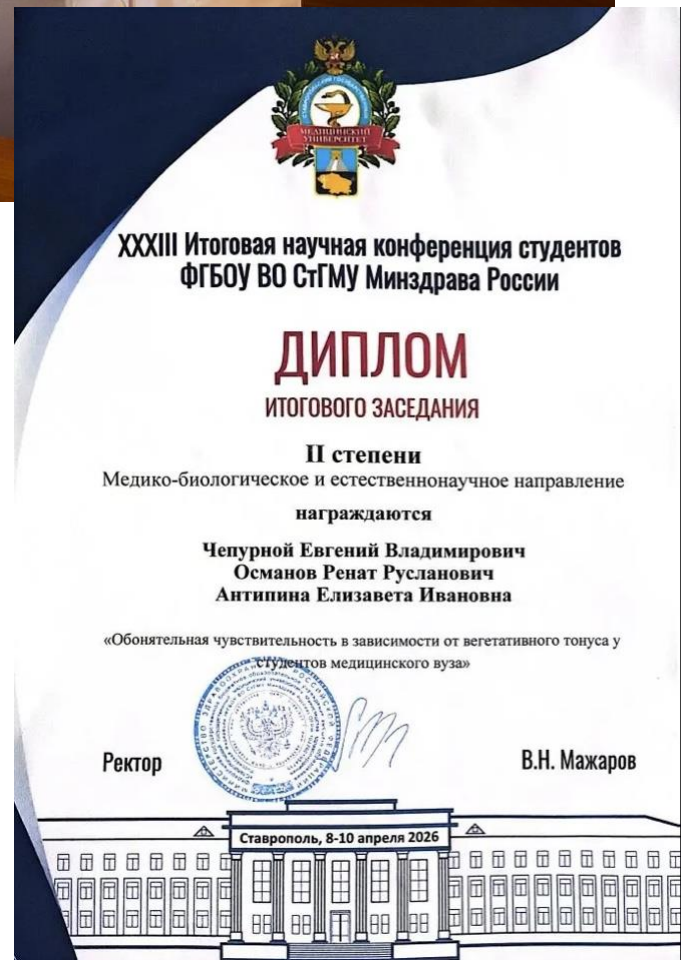 МЕДИЦИНСКИЙ
УНИВЕРСИТЕТ
XXXIII Итоговая научная конференция студентов
ФГБОУ ВО СтГМУ Минздрава России
ДИПЛОМ
ИТОГОВОГО ЗАСЕДАНИЯ
II степени
Медико-биологическое и естественнонаучное направление
награждаются
Чепурной Евгений Владимирович
Османов Ренат Русланович
Антипина Елизавета Ивановна
«Обонятельная чувствительность в зависимости от вегетативного тонуса у
студентов медицинского вуза»
Ректор
В.Н. Мажаров
Ставрополь, 8-10 апреля 2026